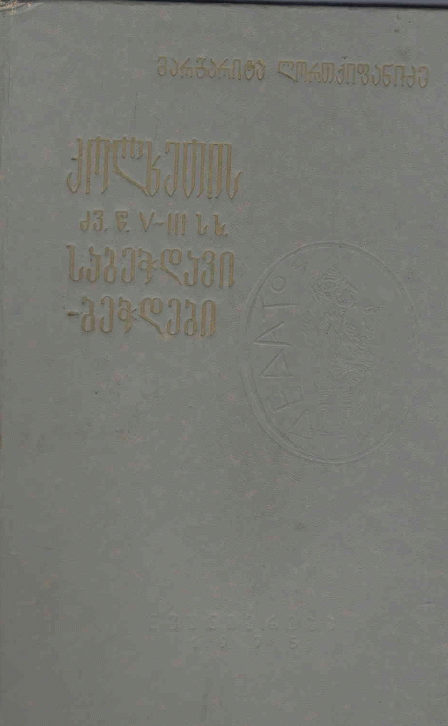 მარგარიტა ლორთქიფანიძე
კოლხეთის
ძვ. წ. V–III ს ს.
საბეჭდავი
-ბეჭდები